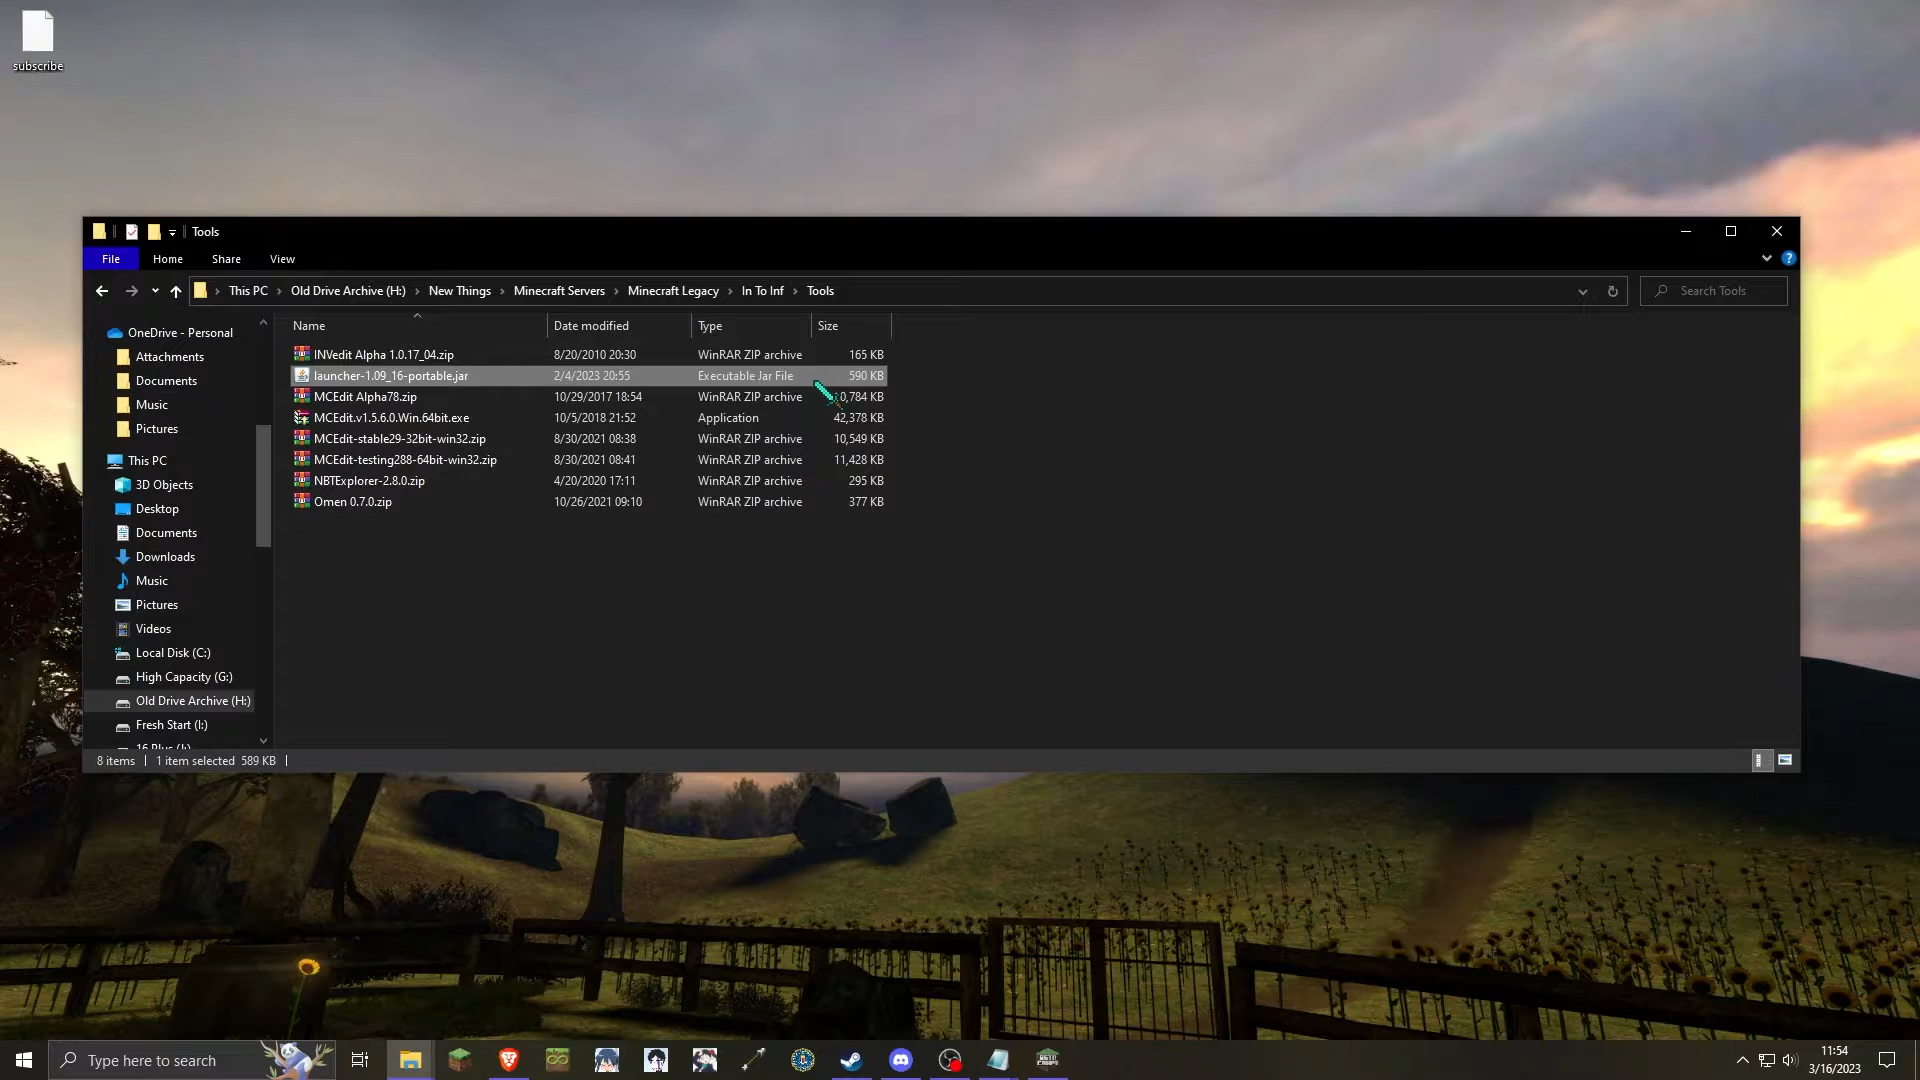 subscribe
Tools
File Home Share View
This PC Old Drive Archive (H:) New Things Minecraft Servers Minecraft Legacy In To Inf Tools
Search Tools
Name Date modified Type Size
INVedit Alpha 1.0.17_04.zip 8/20/2010 20:30 WinRAR ZIP archive 165 KB
launcher-1.09_16-portable.jar 2/4/2023 20:55 Executable Jar File 590 KB
MCEdit Alpha78.zip 10/29/2017 18:54 WinRAR ZIP archive 0,784 KB
MCEdit.v1.5.6.0.Win.64bit.exe 10/5/2018 21:52 Application 42,378 KB
MCEdit-stable29-32bit-win32.zip 8/30/2021 08:38 WinRAR ZIP archive 10,549 KB
MCEdit-testing288-64bit-win32.zip 8/30/2021 08:41 WinRAR ZIP archive 11,428 KB
NBTExplorer-2.8.0.zip 4/20/2020 17:11 WinRAR ZIP archive 295 KB
Omen 0.7.0.zip 10/26/2021 09:10 WinRAR ZIP archive 377 KB
OneDrive - Personal
Attachments
Documents
Music
Pictures
This PC
3D Objects
Desktop
Documents
Downloads
Music
Pictures
Videos
Local Disk (C:)
High Capacity (G:)
Old Drive Archive (H:)
Fresh Start (I:)
16 Plus (J:)
8 items 1 item selected 589 KB
Type here to search
11:54
3/16/2023